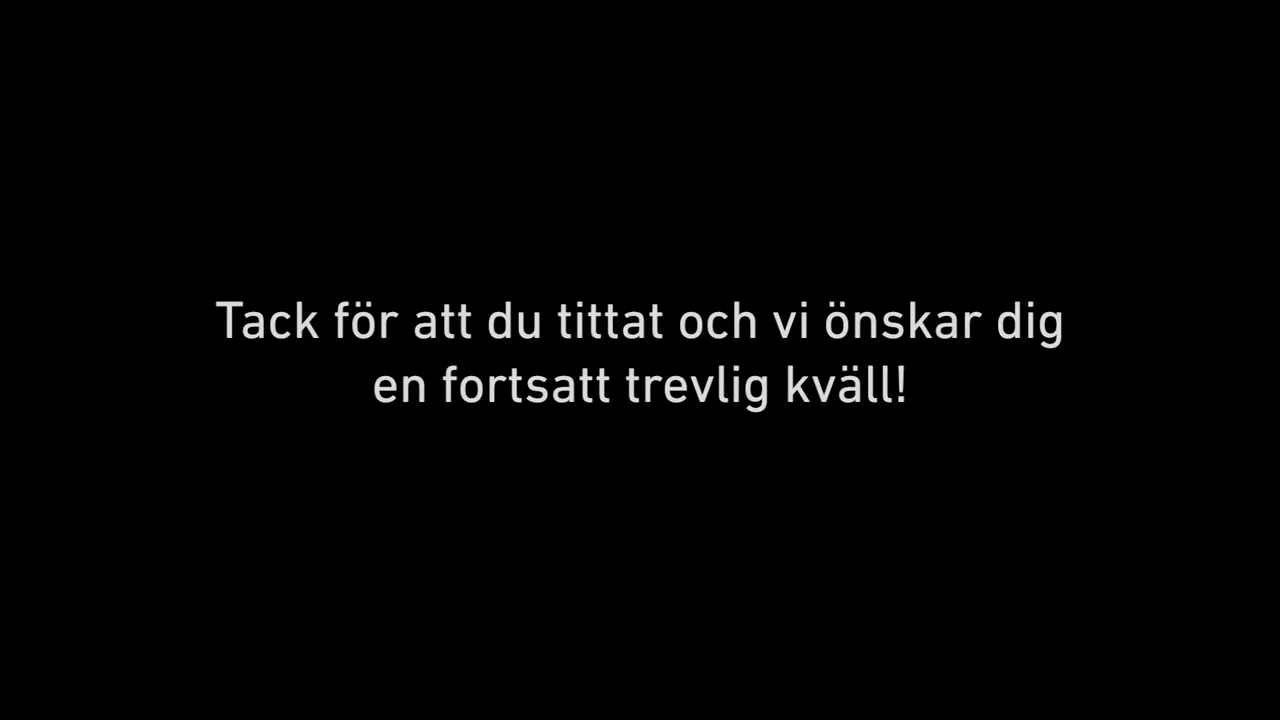 Tack för att du tittat och vi önskar dig
en fortsatt trevlig kväll!